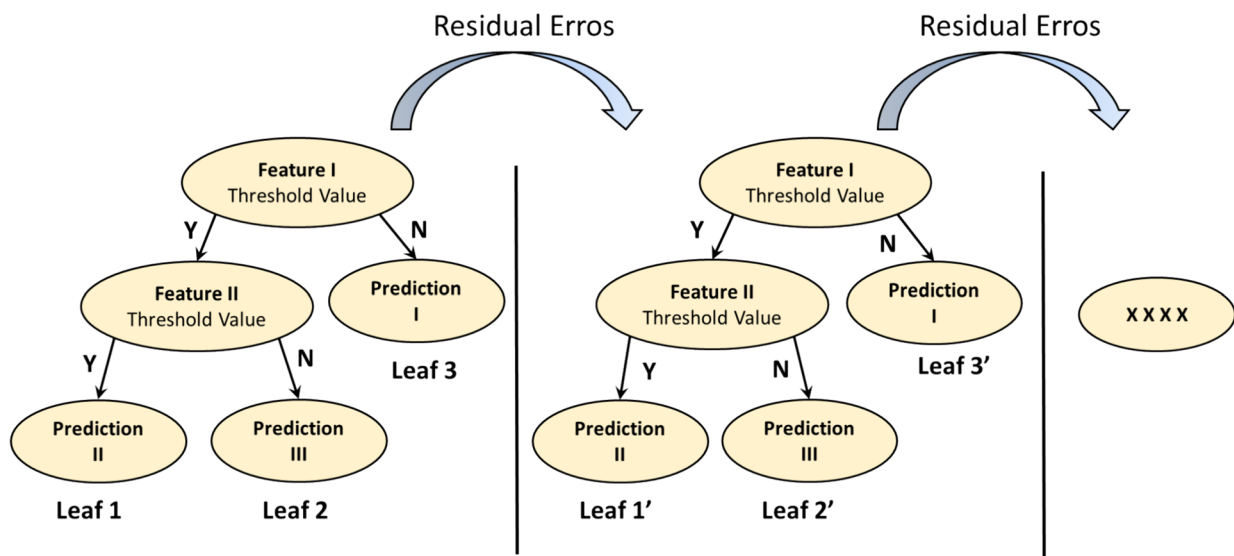 Residual Erros
Residual Erros
Feature I
Threshold Value
Y
N
Feature II
Threshold Value
Prediction
I
Y
N
Leaf 3
Prediction
II
Prediction
III
Leaf 1
Leaf 2
Feature I
Threshold Value
Y
N
Feature II
Threshold Value
Prediction
I
Y
N
Leaf 3’
Prediction
II
Prediction
III
Leaf 1’
Leaf 2’
X X X X